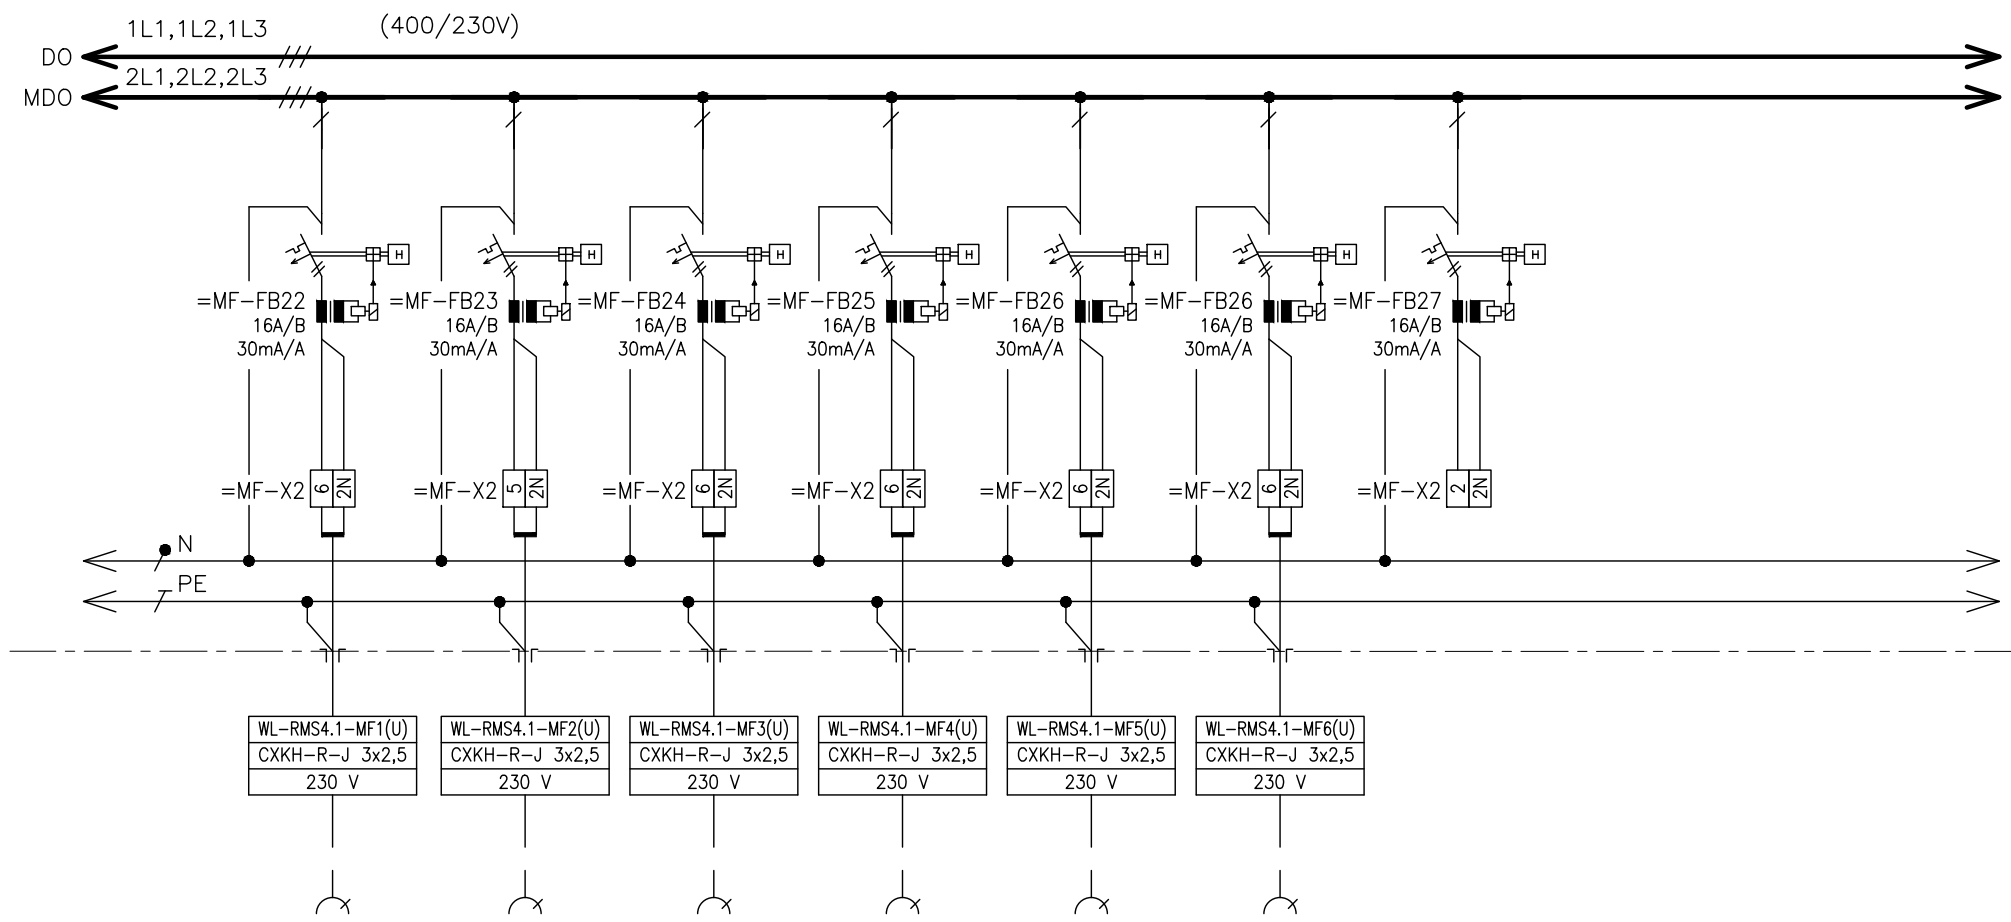 1L1,1L2,1L3 (400/230V)
DO
2L1,2L2,2L3
MDO
H H H H H H H
=MF-FB22 =MF-FB23 =MF-FB24 =MF-FB25 =MF-FB26 =MF-FB26 =MF-FB27
16A/B 16A/B 16A/B 16A/B 16A/B 16A/B 16A/B
30mA/A 30mA/A 30mA/A 30mA/A 30mA/A 30mA/A 30mA/A
=MF-X2 6 2N =MF-X2 5 2N =MF-X2 6 2N =MF-X2 6 2N =MF-X2 6 2N =MF-X2 6 2N =MF-X2 2 2N
N
PE
WL-RMS4.1-MF1(U) WL-RMS4.1-MF2(U) WL-RMS4.1-MF3(U) WL-RMS4.1-MF4(U) WL-RMS4.1-MF5(U) WL-RMS4.1-MF6(U)
CXKH-R-J 3x2,5 CXKH-R-J 3x2,5 CXKH-R-J 3x2,5 CXKH-R-J 3x2,5 CXKH-R-J 3x2,5 CXKH-R-J 3x2,5
230 V 230 V 230 V 230 V 230 V 230 V